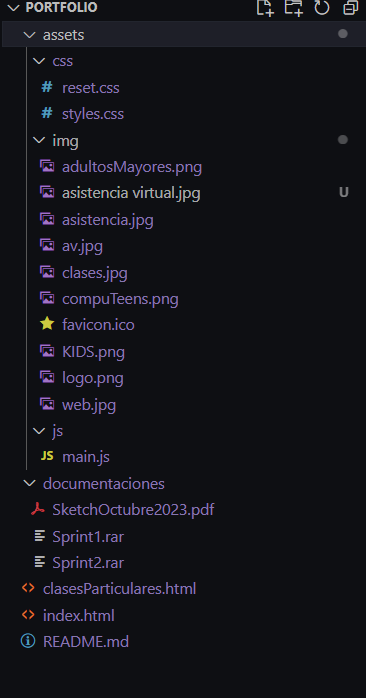 PORTFOLIO
assets
css
# reset.css
# styles.css
img
adultosMayores.png
asistencia virtual.jpg U
asistencia.jpg
av.jpg
clases.jpg
compuTeens.png
favicon.ico
KIDS.png
logo.png
web.jpg
js
JS main.js
documentaciones
SketchOctubre2023.pdf
Sprint1.rar
Sprint2.rar
<> clasesParticulares.html
<> index.html
README.md